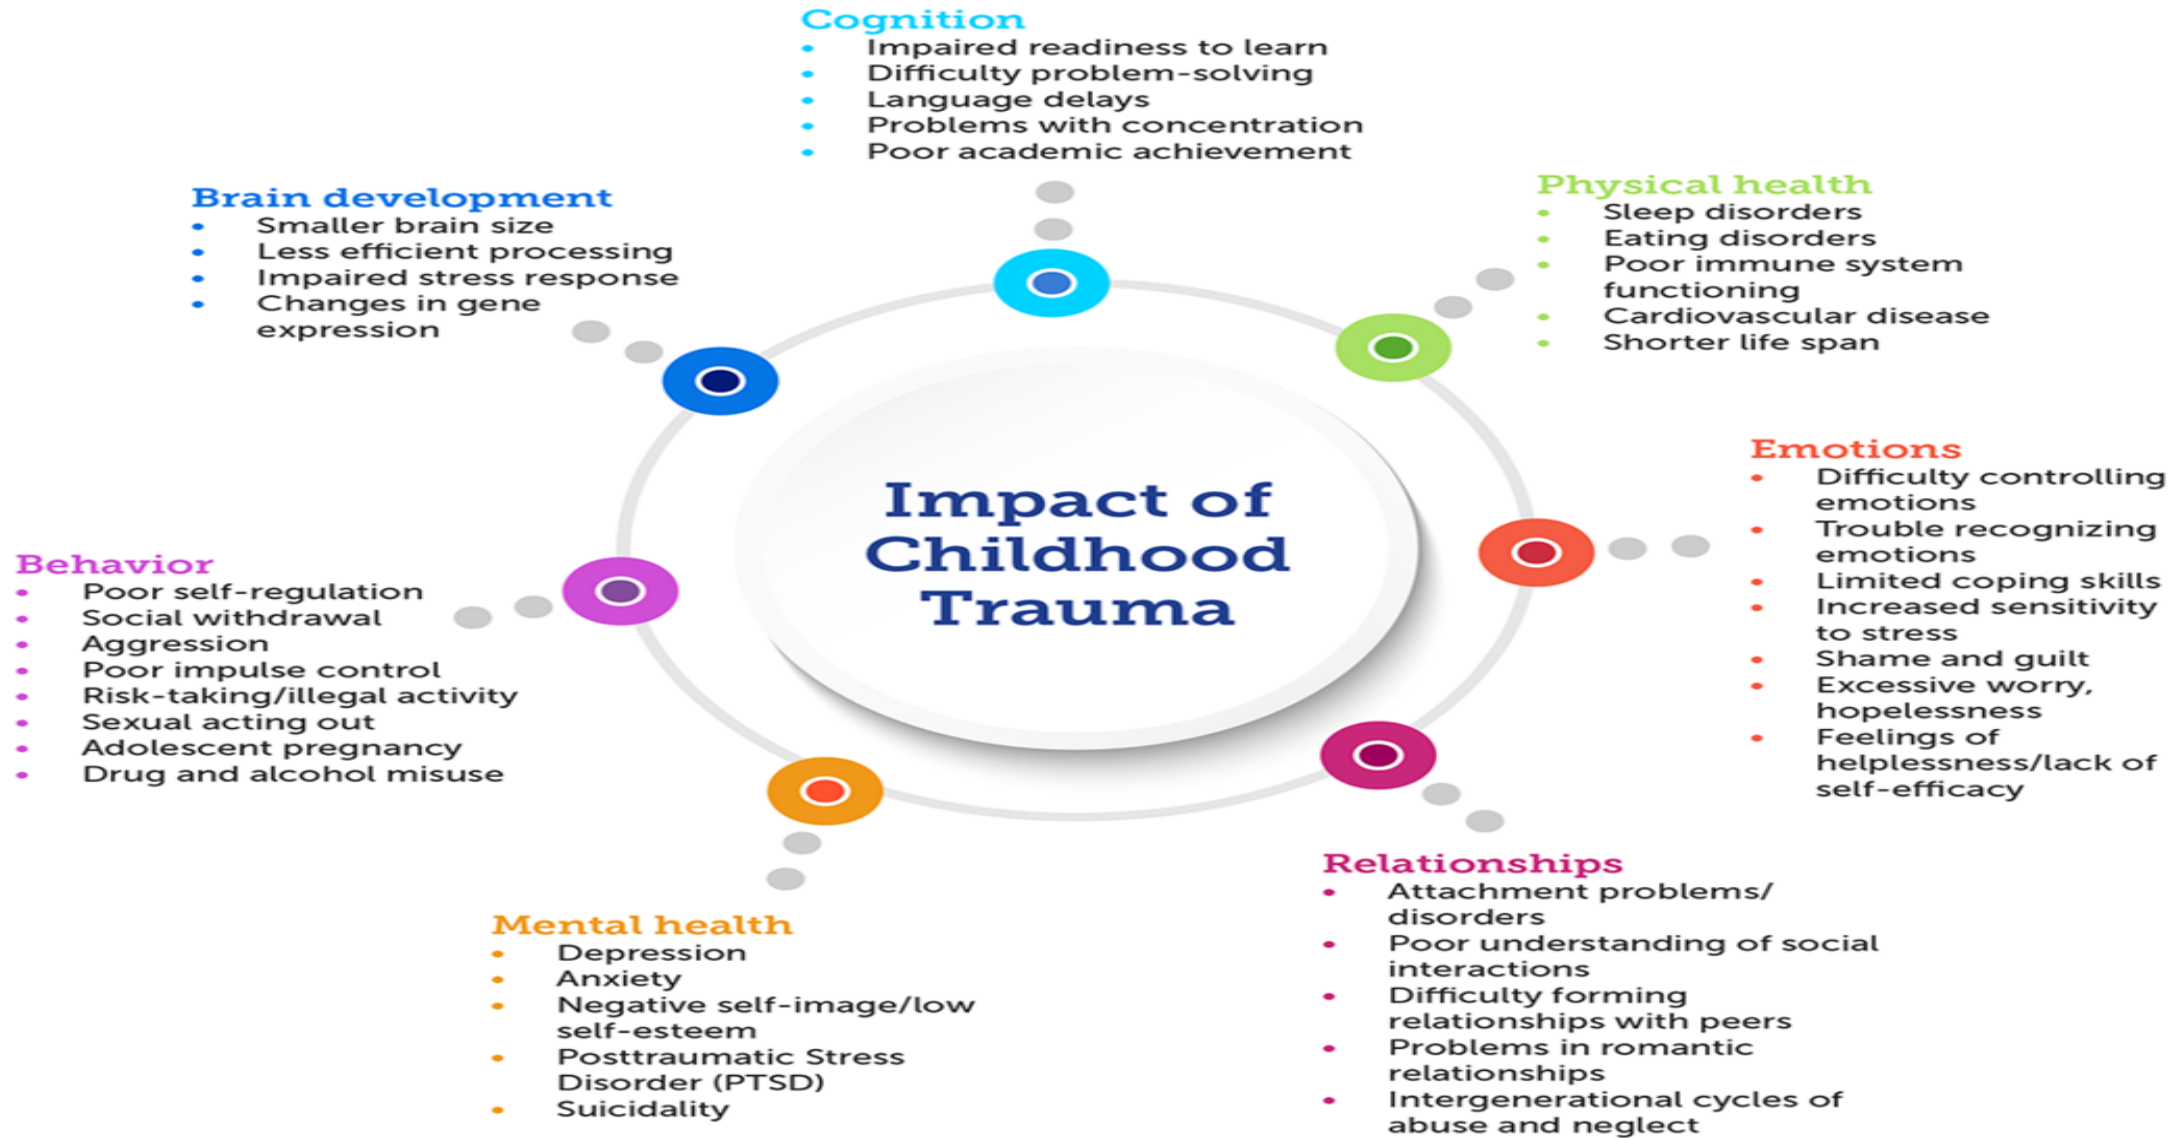 Cognition
• Impaired readiness to learn
• Difficulty problem-solving
• Language delays
• Problems with concentration
• Poor academic achievement
Brain development
• Smaller brain size
• Less efficient processing
• Impaired stress response
• Changes in gene
expression
Physical health
• Sleep disorders
• Eating disorders
• Poor immune system
functioning
• Cardiovascular disease
• Shorter life span
Impact of
Childhood
Trauma
Emotions
• Difficulty controlling
emotions
• Trouble recognizing
emotions
• Limited coping skills
• Increased sensitivity
to stress
• Shame and guilt
• Excessive worry,
hopelessness
• Feelings of
helplessness/lack of
self-efficacy
Behavior
• Poor self-regulation
• Social withdrawal
• Aggression
• Poor impulse control
• Risk-taking/illegal activity
• Sexual acting out
• Adolescent pregnancy
• Drug and alcohol misuse
Mental health
• Depression
• Anxiety
• Negative self-image/low
self-esteem
• Posttraumatic Stress
Disorder (PTSD)
• Suicidality
Relationships
• Attachment problems/
disorders
• Poor understanding of social
interactions
• Difficulty forming
relationships with peers
• Problems in romantic
relationships
• Intergenerational cycles of
abuse and neglect